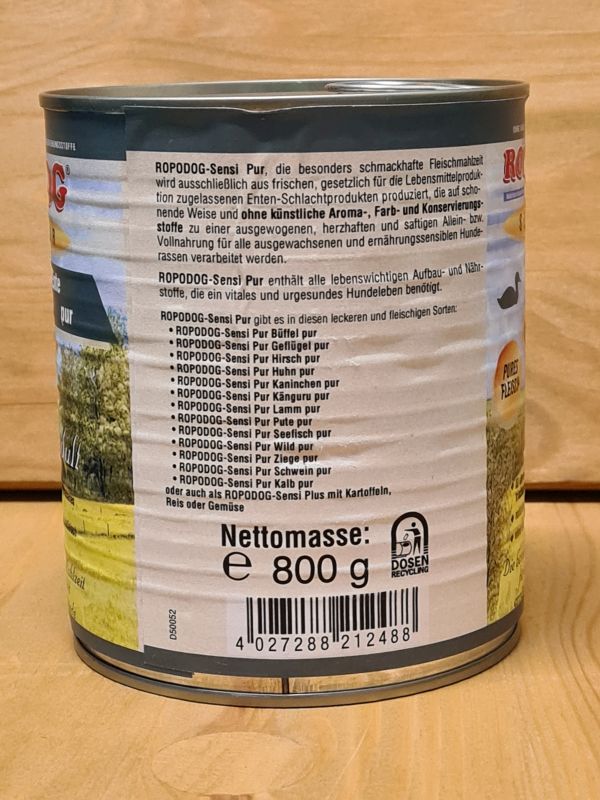 ROPODOG-Sensi Pur, die besonders schmackhafte Fleischmahlzeit
wird ausschließlich aus frischen, gesetzlich für die Lebensmittelproduk-
tion zugelassenen Enten-Schlachtprodukten produziert, die auf scho-
nende Weise und ohne künstliche Aroma-, Farb- und Konservierungs-
stoffe zu einer ausgewogenen, herzhaften und saftigen Allein- bzw.
Vollnahrung für alle ausgewachsenen und ernährungssensiblen Hunde-
rassen verarbeitet werden.
ROPODOG-Sensi Pur enthält alle lebenswichtigen Aufbau- und Nähr-
stoffe, die ein vitales und urgesundes Hundeleben benötigt.
ROPODOG-Sensi Pur gibt es in diesen leckeren und fleischigen Sorten:
• ROPODOG-Sensi Pur Büffel pur
• ROPODOG-Sensi Pur Geflügel pur
• ROPODOG-Sensi Pur Hirsch pur
• ROPODOG-Sensi Pur Huhn pur
• ROPODOG-Sensi Pur Kaninchen pur
• ROPODOG-Sensi Pur Känguru pur
• ROPODOG-Sensi Pur Lamm pur
• ROPODOG-Sensi Pur Pute pur
• ROPODOG-Sensi Pur Seefisch pur
• ROPODOG-Sensi Pur Wild pur
• ROPODOG-Sensi Pur Ziege pur
• ROPODOG-Sensi Pur Schwein pur
• ROPODOG-Sensi Pur Kalb pur
oder auch als ROPODOG-Sensi Plus mit Kartoffeln,
Reis oder Gemüse
Nettomasse:
e 800 g
DOSEN
RECYCLING
D50052
4 027288 212488
pur
PURES
FLEISCH